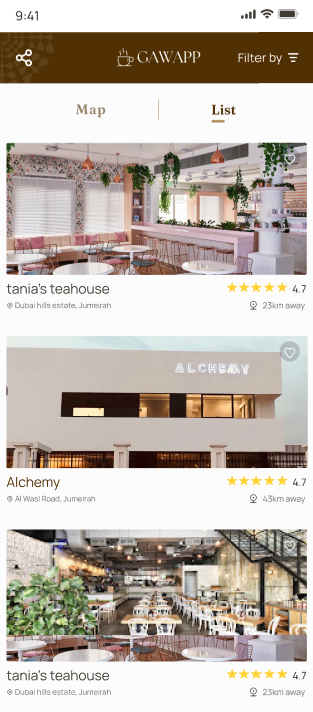 9:41
GAWAPP
Filter by
Map
List
tania's teahouse
4.7
Dubai hills estate, Jumeirah
23km away
ALCHEMY
Alchemy
4.7
Al Wasl Road, Jumeirah
43km away
tania's teahouse
4.7
Dubai hills estate, Jumeirah
23km away